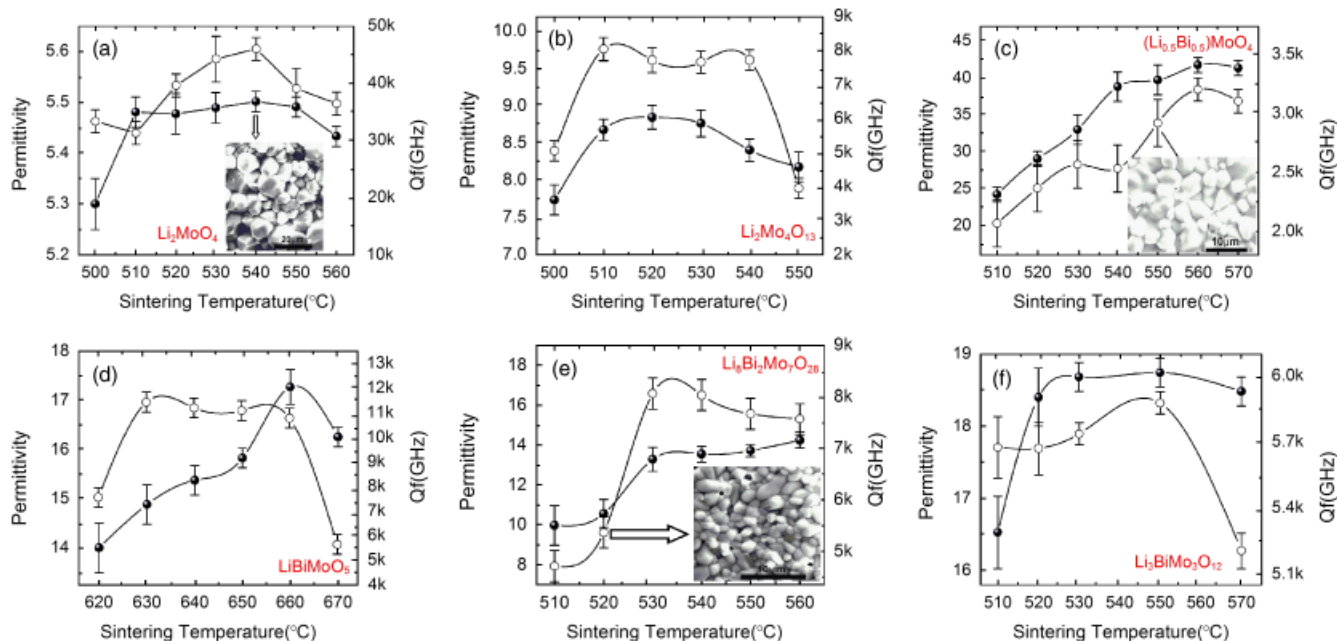 (a)
Permittivity
5.6
5.5
5.4
5.3
5.2
50k
40k
30k
20k
10k
Qf(GHz)
Li₂MoO₄
20μm
500 510 520 530 540 550 560
Sintering Temperature(°C)
(b)
Permittivity
10.0
9.5
9.0
8.5
8.0
7.5
7.0
9k
8k
7k
6k
5k
4k
3k
2k
Qf(GHz)
Li₂Mo₄O₁₃
500 510 520 530 540 550
Sintering Temperature(°C)
(c)
(Li₀.₅Bi₀.₅)MoO₄
Permittivity
45
40
35
30
25
20
3.5k
3.0k
2.5k
2.0k
Qf(GHz)
10μm
510 520 530 540 550 560 570
Sintering Temperature(°C)
(d)
Permittivity
18
17
16
15
14
13k
12k
11k
10k
9k
8k
7k
6k
5k
4k
Qf(GHz)
LiBiMoO₅
620 630 640 650 660 670
Sintering Temperature(°C)
(e)
Li₈Bi₂Mo₇O₂₈
Permittivity
18
16
14
12
10
8
9k
8k
7k
6k
5k
Qf(GHz)
510 520 530 540 550 560
Sintering Temperature(°C)
(f)
Permittivity
19
18
17
16
6.0k
5.7k
5.4k
5.1k
Qf(GHz)
Li₃BiMo₃O₁₂
510 520 530 540 550 560 570
Sintering Temperature(°C)